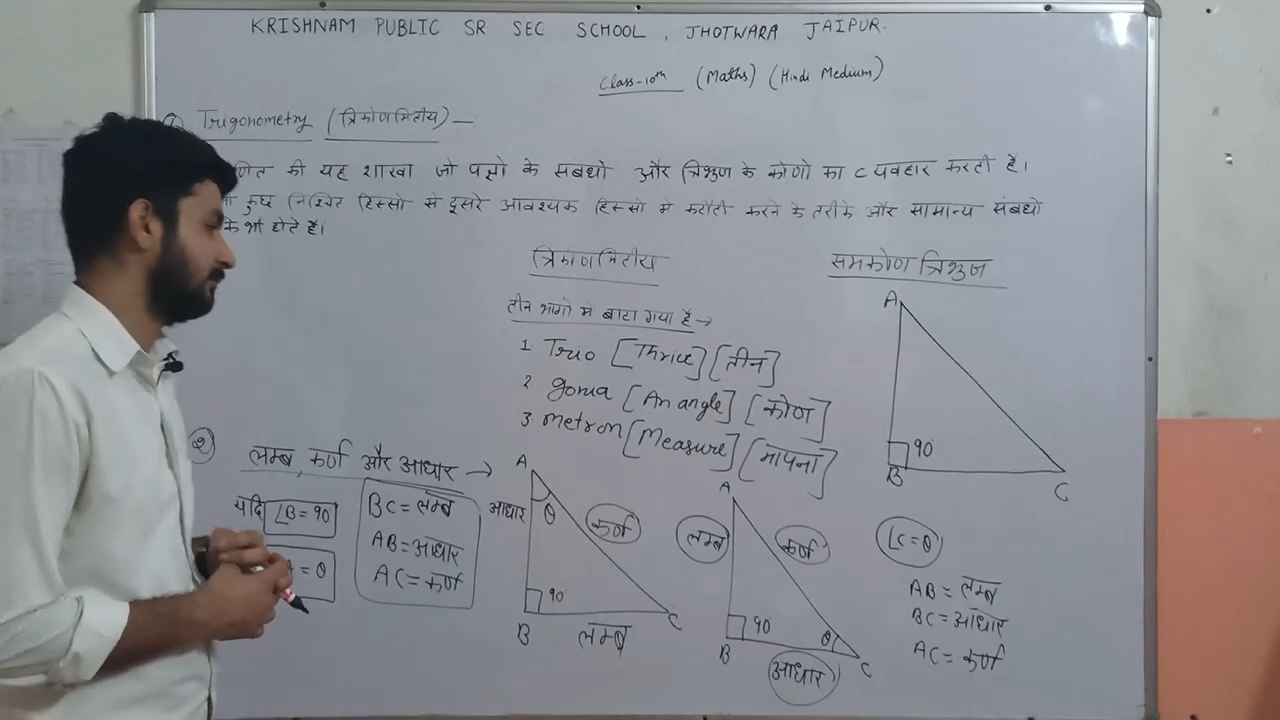 KRISHNAM PUBLIC SR SEC SCHOOL, JHOTWARA JAIPUR.
Class-10th (Maths) (Hindi Medium)
Trigonometry (त्रिकोणमितीय) —
की यह शाखा जो पक्षो के संबंधो और त्रिभुज के कोणो का व्यवहार करती है।
कुछ निश्चित हिस्सो से दूसरे आवश्यक हिस्सो मे कटौती करने के तरीके और सामान्य संबंधो
के भी होते है।
त्रिकोणमितीय
समकोण त्रिभुज
तीन भागो मे बाटा गया है →
1 Trio [Thrice] [तीन]
2 gonia [An angle] [कोण]
3. metron [Measure] [मापना]
A
90
B
C
२) लम्ब, कर्ण और आधार →
यदि ∠B = 90
= θ
BC = लम्ब
AB = आधार
AC = कर्ण
A
आधार
θ
कर्ण
90
B
लम्ब
C
A
लम्ब
कर्ण
90
θ
B
आधार
C
∠C = θ
AB = लम्ब
BC = आधार
AC = कर्ण